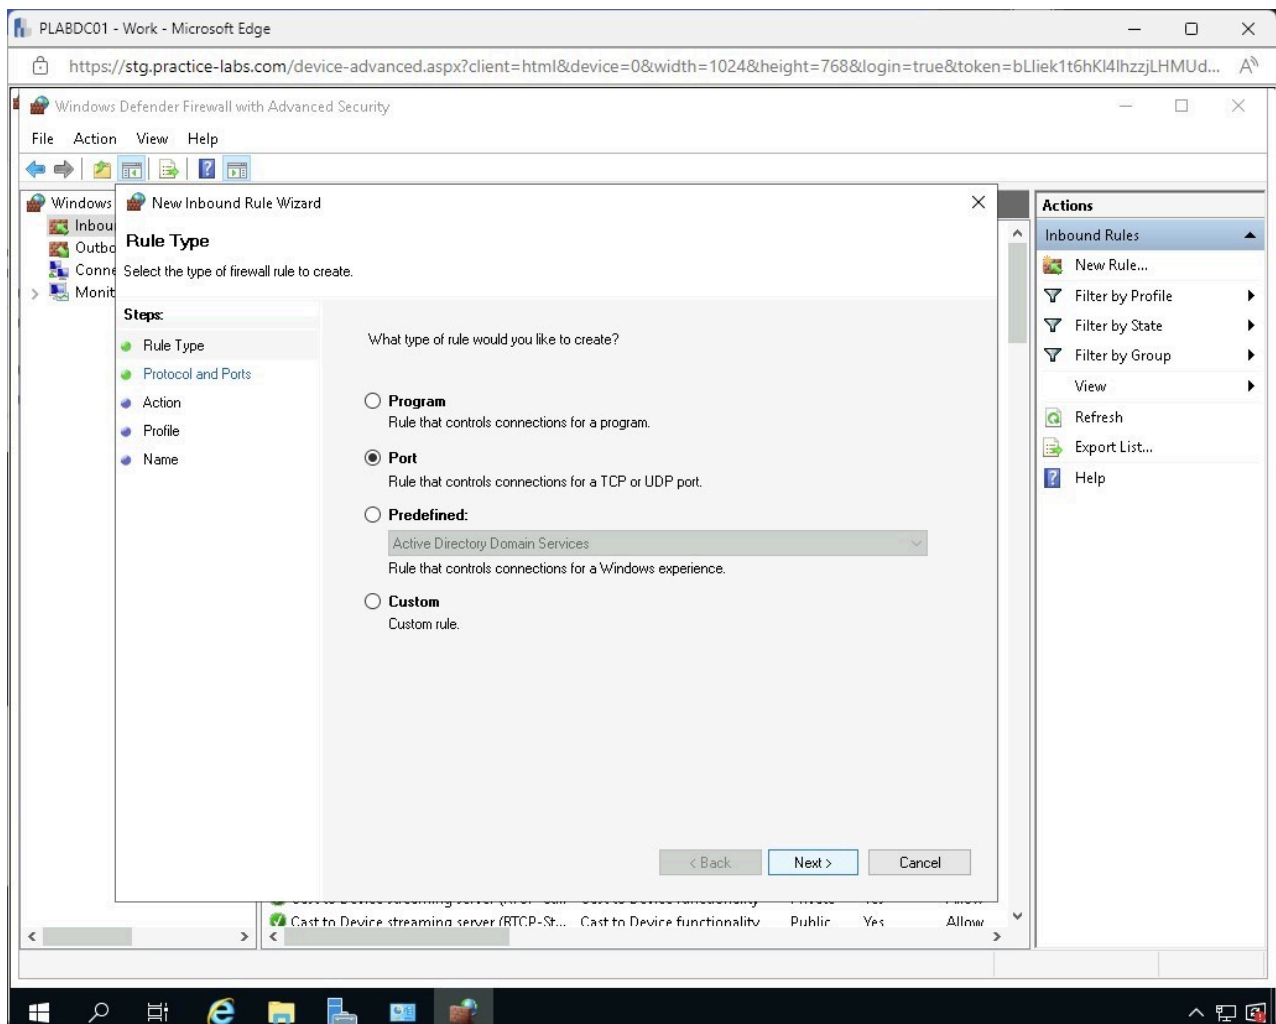 PLABDC01 - Work - Microsoft Edge
https://stg.practice-labs.com/device-advanced.aspx?client=html&device=0&width=1024&height=768&login=true&token=bLliek1t6hKl4lhzzjLHMUd...
Windows Defender Firewall with Advanced Security
File Action View Help
Windows
Inbou
Outbo
Conne
Monit
New Inbound Rule Wizard
Rule Type
Select the type of firewall rule to create.
Steps:
Rule Type
Protocol and Ports
Action
Profile
Name
What type of rule would you like to create?
Program
Rule that controls connections for a program.
Port
Rule that controls connections for a TCP or UDP port.
Predefined:
Active Directory Domain Services
Rule that controls connections for a Windows experience.
Custom
Custom rule.
< Back Next > Cancel
Cast to Device streaming server (RTCP-St... Cast to Device functionality Public Yes Allow
Actions
Inbound Rules
New Rule...
Filter by Profile
Filter by State
Filter by Group
View
Refresh
Export List...
Help